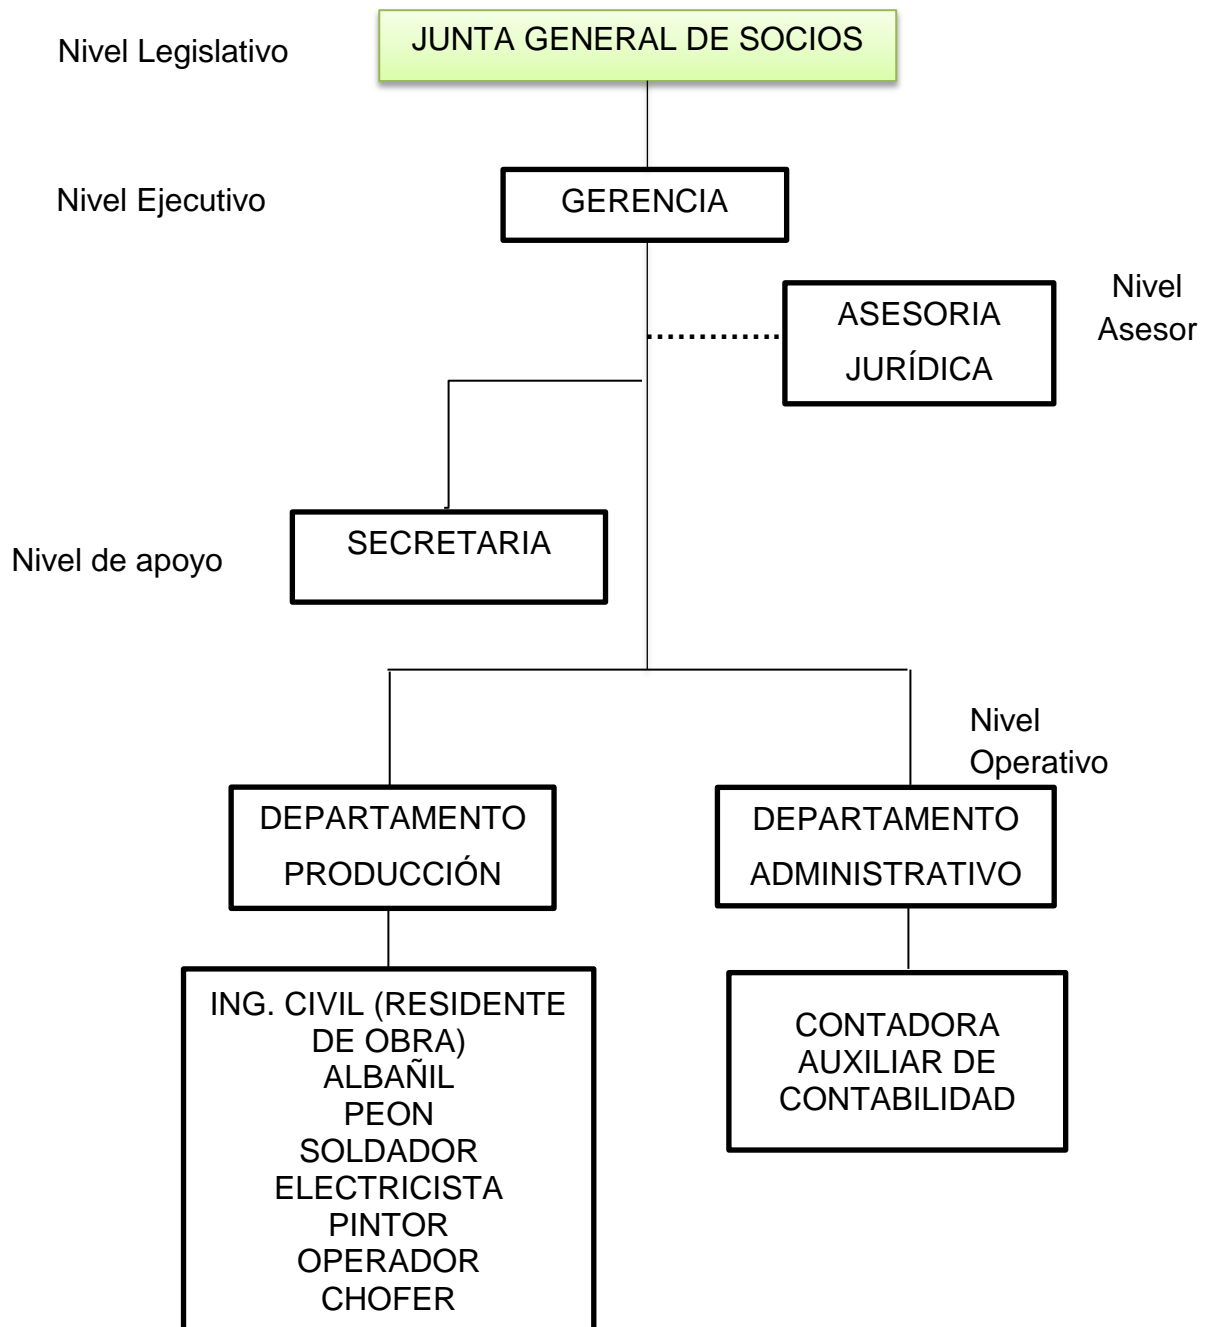 Nivel Legislativo
JUNTA GENERAL DE SOCIOS
Nivel Ejecutivo
GERENCIA
ASESORIA
JURÍDICA
Nivel
Asesor
SECRETARIA
Nivel de apoyo
Nivel
Operativo
DEPARTAMENTO
PRODUCCIÓN
DEPARTAMENTO
ADMINISTRATIVO
ING. CIVIL (RESIDENTE
DE OBRA)
ALBAÑIL
PEON
SOLDADOR
ELECTRICISTA
PINTOR
OPERADOR
CHOFER
CONTADORA
AUXILIAR DE
CONTABILIDAD